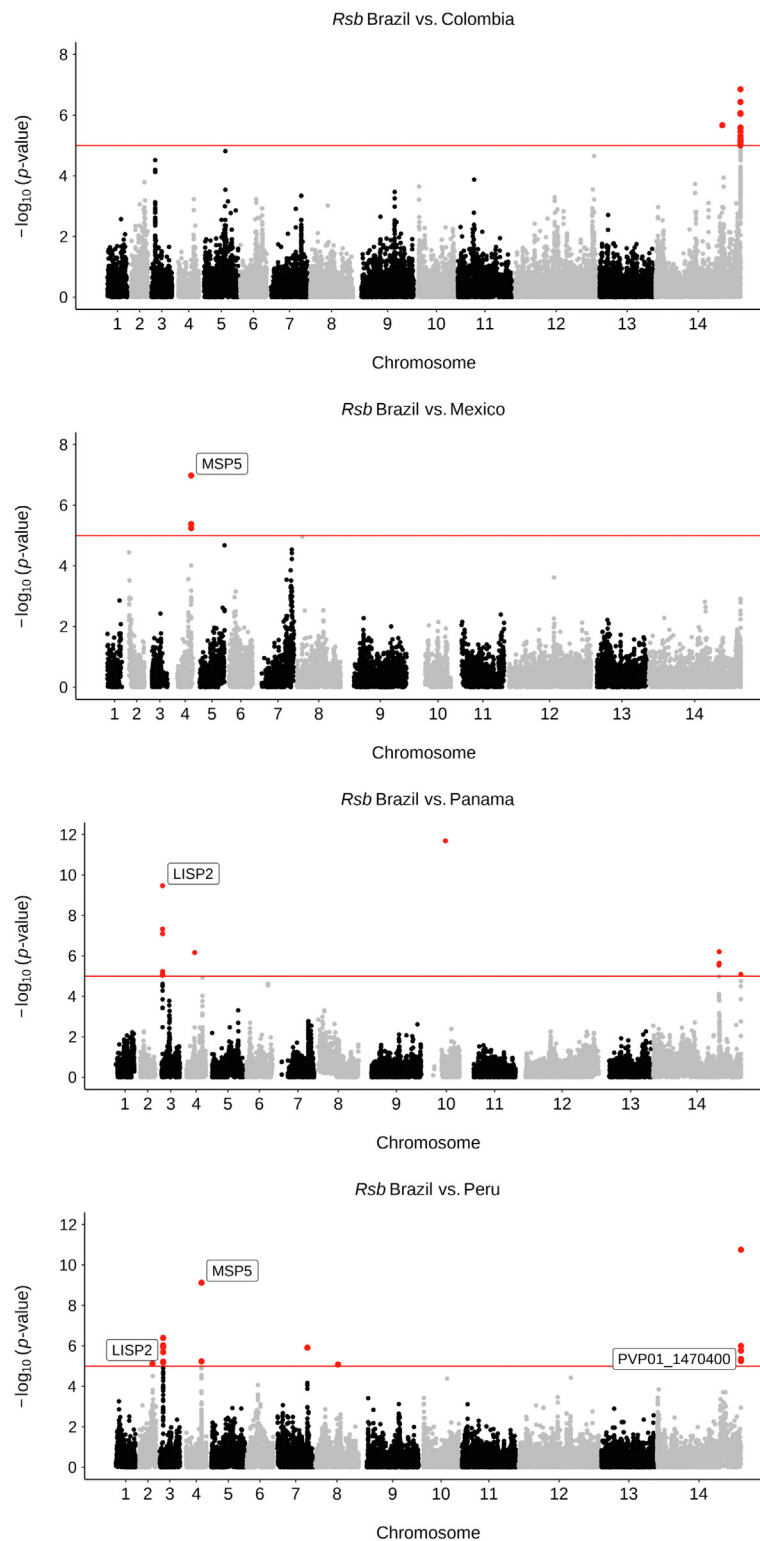 Rsb Brazil vs. Colombia
8
6
4
2
0
−log10 (p-value)
1 2 3 4 5 6 7 8 9 10 11 12 13 14
Chromosome
Rsb Brazil vs. Mexico
8
MSP5
6
4
2
0
−log10 (p-value)
1 2 3 4 5 6 7 8 9 10 11 12 13 14
Chromosome
Rsb Brazil vs. Panama
12
10
LISP2
8
6
4
2
0
−log10 (p-value)
1 2 3 4 5 6 7 8 9 10 11 12 13 14
Chromosome
Rsb Brazil vs. Peru
12
10
MSP5
8
6
LISP2
PVP01_1470400
4
2
0
−log10 (p-value)
1 2 3 4 5 6 7 8 9 10 11 12 13 14
Chromosome